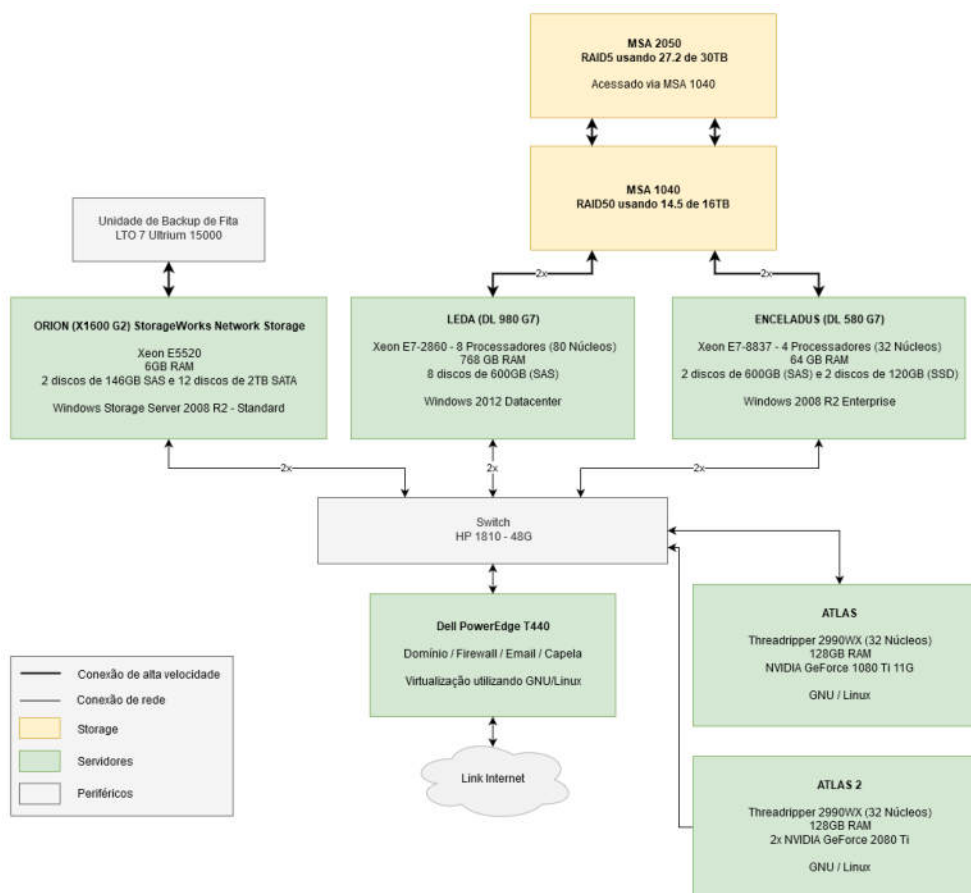 MSA 2050
RAID5 usando 27.2 de 30TB
Acessado via MSA 1040
MSA 1040
RAID50 usando 14.5 de 16TB
Unidade de Backup de Fita
LTO 7 Ultrium 15000
2x
2x
ORION (X1600 G2) StorageWorks Network Storage
Xeon E5520
6GB RAM
2 discos de 146GB SAS e 12 discos de 2TB SATA
Windows Storage Server 2008 R2 - Standard
LEDA (DL 980 G7)
Xeon E7-2860 - 8 Processadores (80 Núcleos)
768 GB RAM
8 discos de 600GB (SAS)
Windows 2012 Datacenter
ENCELADUS (DL 580 G7)
Xeon E7-8837 - 4 Processadores (32 Núcleos)
64 GB RAM
2 discos de 600GB (SAS) e 2 discos de 120GB (SSD)
Windows 2008 R2 Enterprise
2x
2x
2x
Switch
HP 1810 - 48G
Dell PowerEdge T440
Domínio / Firewall / Email / Capela
Virtualização utilizando GNU/Linux
Link Internet
ATLAS
Threadripper 2990WX (32 Núcleos)
128GB RAM
NVIDIA GeForce 1080 Ti 11G
GNU / Linux
ATLAS 2
Threadripper 2990WX (32 Núcleos)
128GB RAM
2x NVIDIA GeForce 2080 Ti
GNU / Linux
Conexão de alta velocidade
Conexão de rede
Storage
Servidores
Periféricos